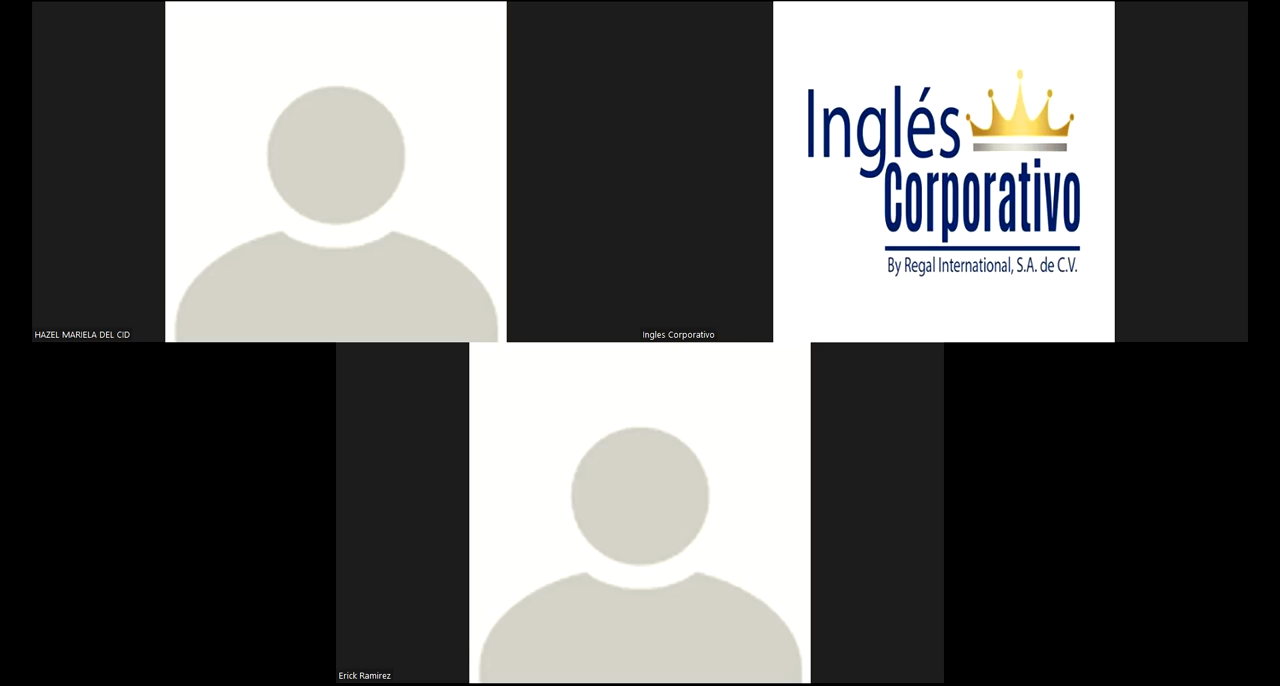 Inglés
Corporativo
By Regal International, S.A. de C.V.
HAZEL MARIELA DEL CID
Ingles Corporativo
Erick Ramirez